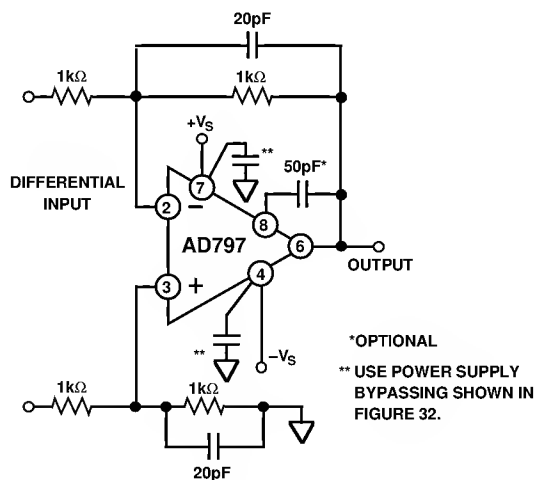 20pF
1kΩ
1kΩ
+VS
**
50pF*
DIFFERENTIAL
INPUT
7
2
−
8
AD797
6
OUTPUT
4
3
+
**
−VS
*OPTIONAL
** USE POWER SUPPLY
BYPASSING SHOWN IN
FIGURE 32.
1kΩ
1kΩ
20pF